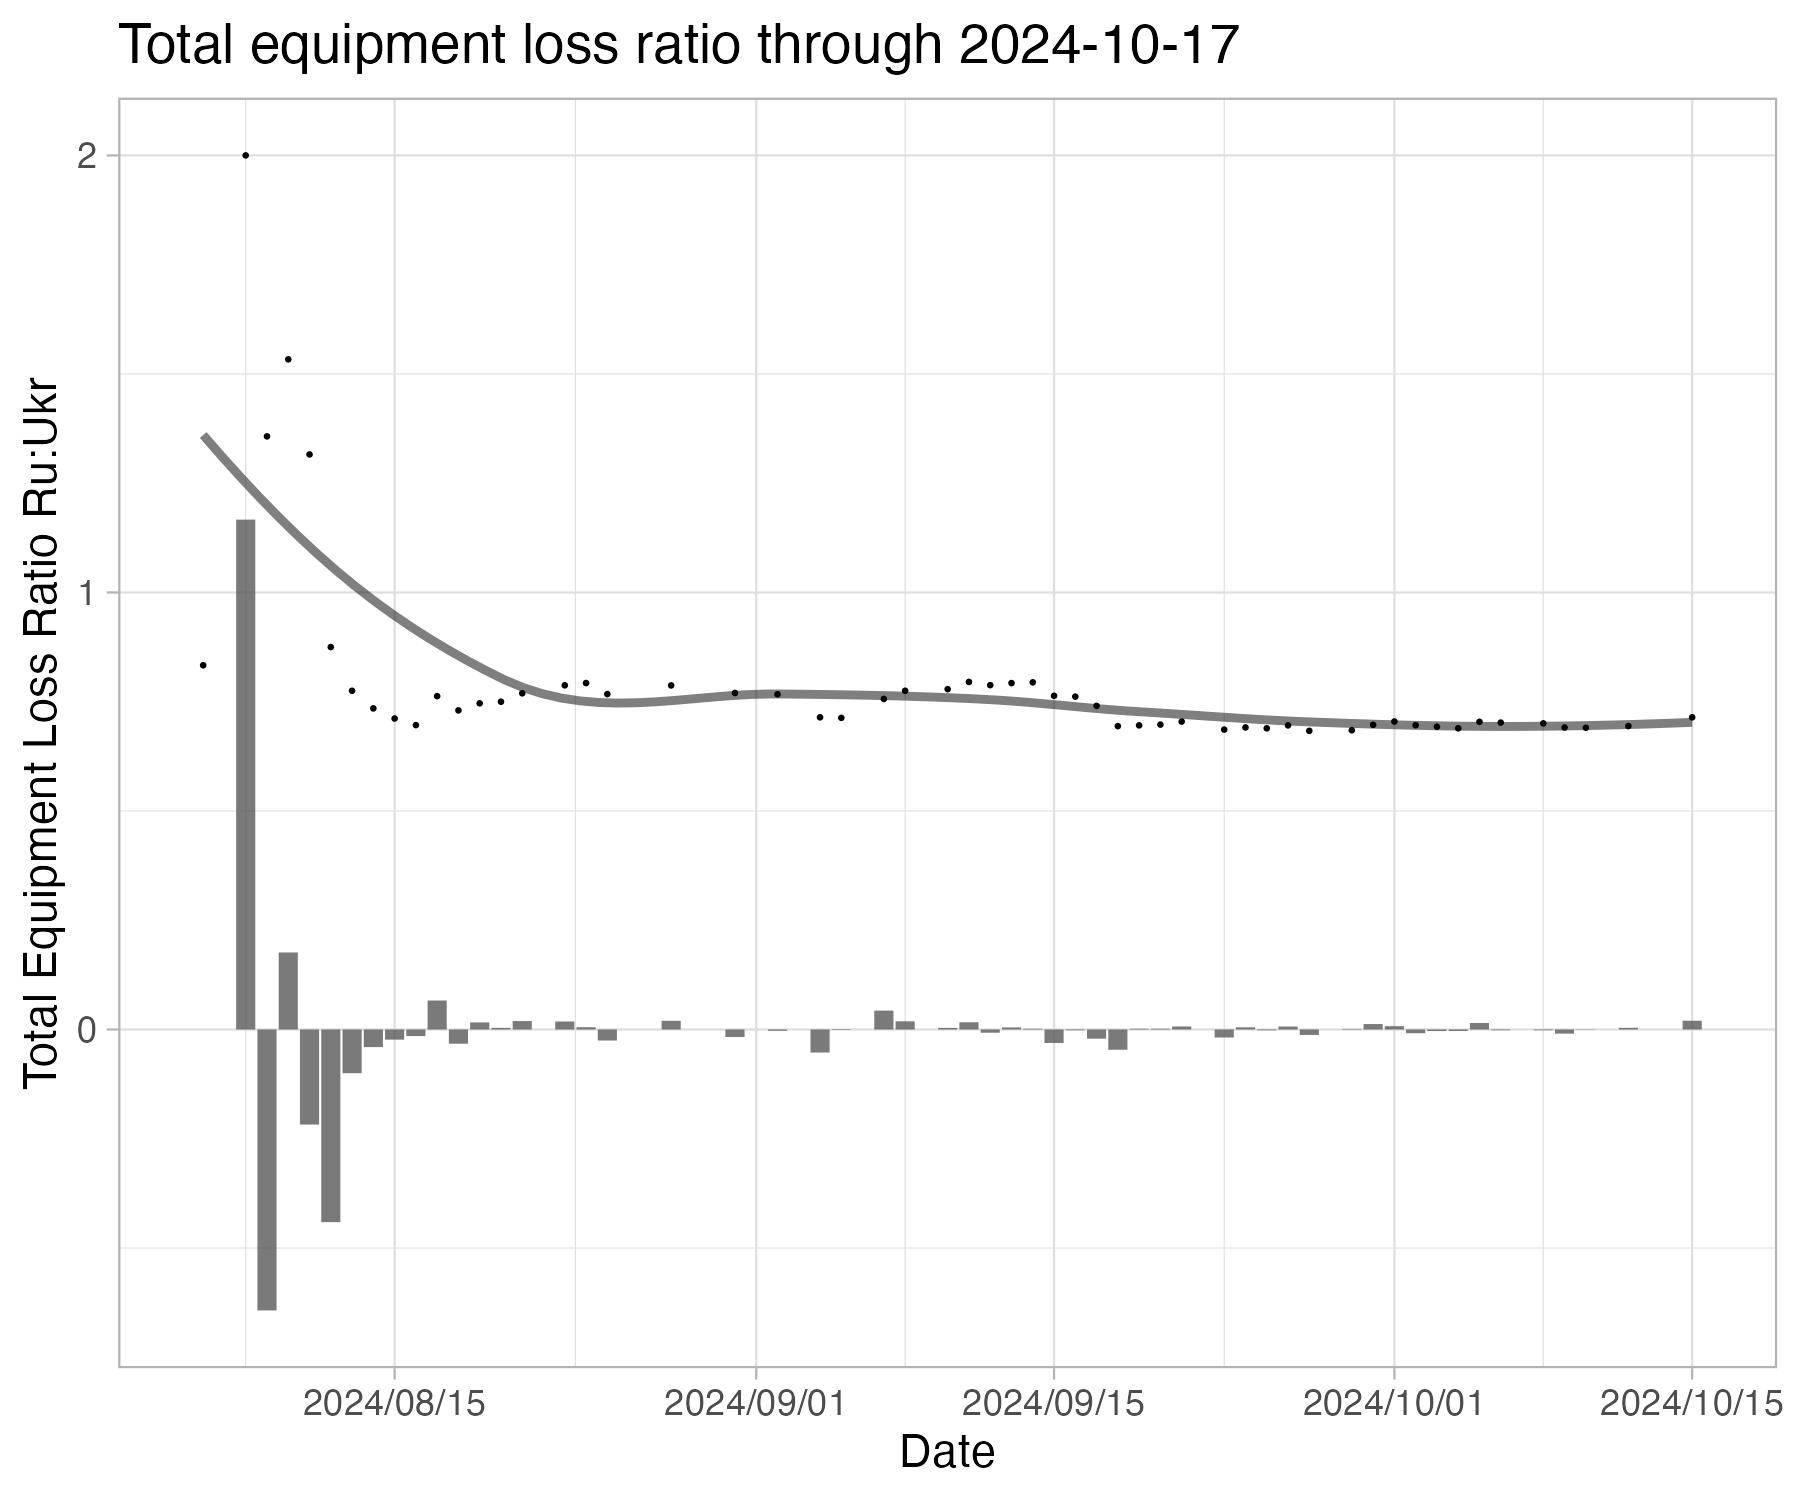 Total equipment loss ratio through 2024-10-17
Total Equipment Loss Ratio Ru:Ukr
2
1
0
2024/08/15
2024/09/01
2024/09/15
2024/10/01
2024/10/15
Date